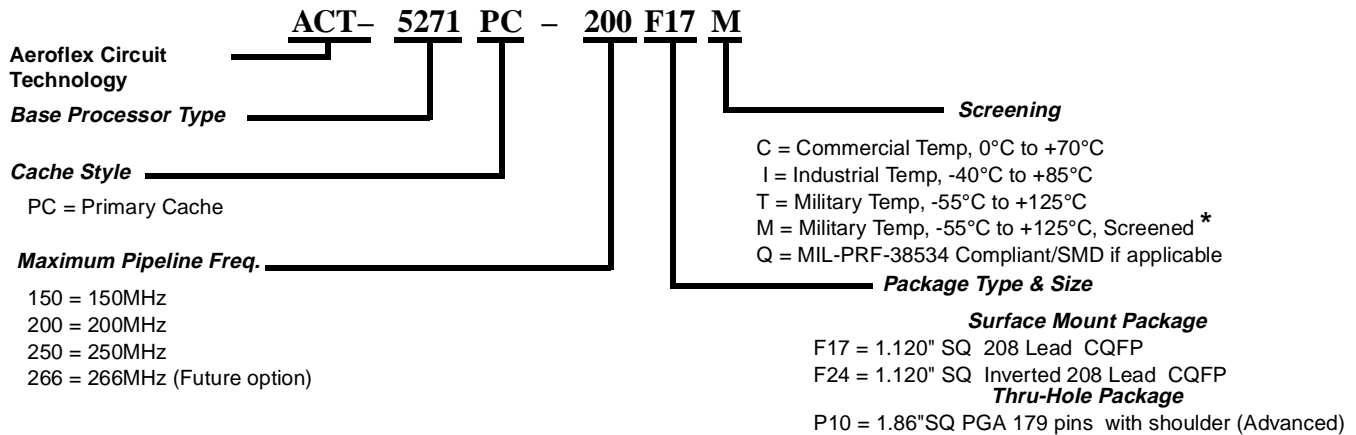 ACT– 5271 PC – 200 F17 M
Aeroflex Circuit
Technology
Base Processor Type
Cache Style
PC = Primary Cache
Maximum Pipeline Freq.
150 = 150MHz
200 = 200MHz
250 = 250MHz
266 = 266MHz (Future option)
Screening
C = Commercial Temp, 0°C to +70°C
I = Industrial Temp, -40°C to +85°C
T = Military Temp, -55°C to +125°C
M = Military Temp, -55°C to +125°C, Screened *
Q = MIL-PRF-38534 Compliant/SMD if applicable
Package Type & Size
Surface Mount Package
F17 = 1.120" SQ 208 Lead CQFP
F24 = 1.120" SQ Inverted 208 Lead CQFP
Thru-Hole Package
P10 = 1.86"SQ PGA 179 pins with shoulder (Advanced)